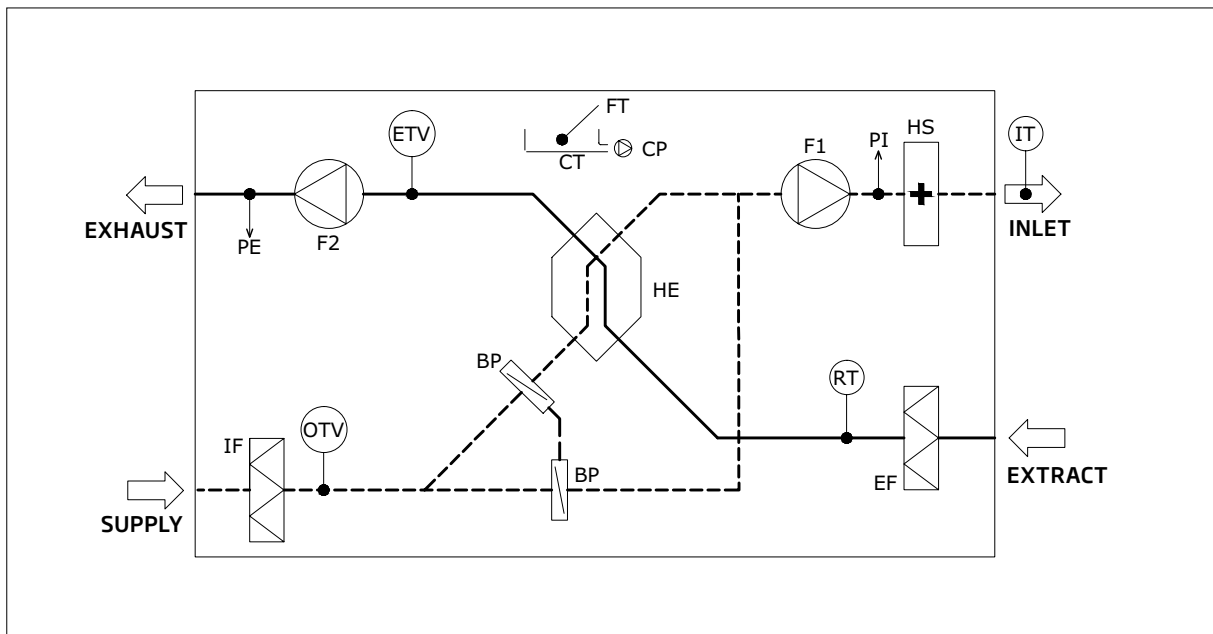 FT
ETV
CT
CP
F1
PI
HS
IT
EXHAUST
PE
F2
INLET
HE
BP
RT
IF
OTV
BP
EF
EXTRACT
SUPPLY